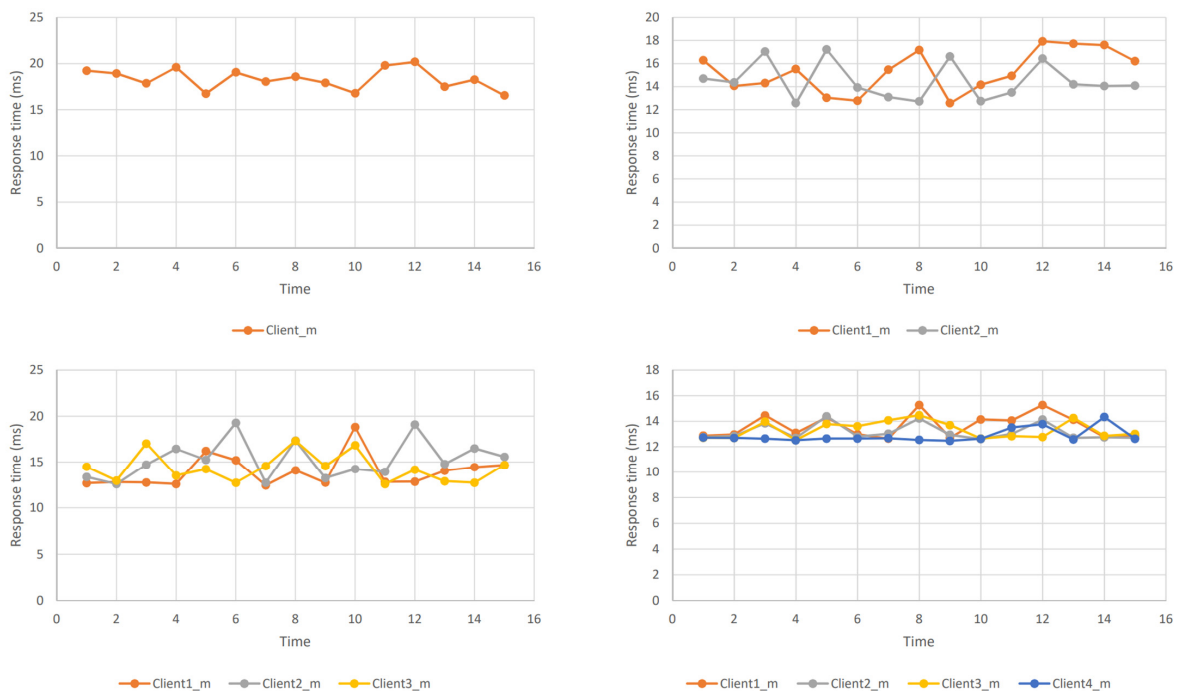 25
20
15
10
5
0
Response time (ms)
0 2 4 6 8 10 12 14 16
Time
Client_m
20
18
16
14
12
10
8
6
4
2
0
Response time (ms)
0 2 4 6 8 10 12 14 16
Time
Client1_m Client2_m
25
20
15
10
5
0
Response time (ms)
0 2 4 6 8 10 12 14 16
Time
Client1_m Client2_m Client3_m
18
16
14
12
10
8
6
4
2
0
Response time (ms)
0 2 4 6 8 10 12 14 16
Time
Client1_m Client2_m Client3_m Client4_m